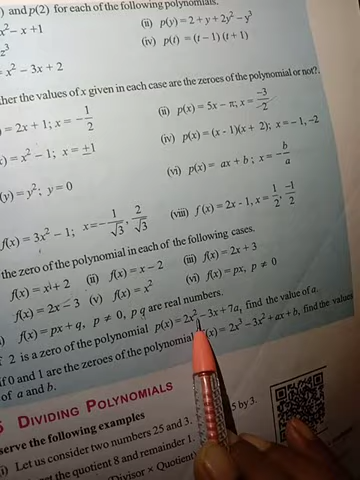 ) and p(2) for each of the following polynomials.
x² – x + 1
(ii) p(y) = 2 + y + 2y² – y³
z³
(iv) p(t) = (t – 1) (t + 1)
= x² – 3x + 2
ther the values of x given in each case are the zeroes of the polynomial or not?.
= 2x + 1; x = – 1/2
(ii) p(x) = 5x – π; x = –3/2
) = x² – 1; x = ±1
(iv) p(x) = (x - 1)(x + 2); x = – 1, –2
(y) = y²; y = 0
(vi) p(x) = ax + b ; x = – b/a
f(x) = 3x² – 1; x = – 1/√3, 2/√3
(viii) f (x) = 2x - 1, x = 1/2, –1/2
the zero of the polynomial in each of the following cases.
f(x) = x + 2 (ii) f(x) = x – 2 (iii) f(x) = 2x + 3
f(x) = 2x – 3 (v) f(x) = x² (vi) f(x) = px, p ≠ 0
) f(x) = px + q, p ≠ 0, p q are real numbers.
f 2 is a zero of the polynomial p(x) = 2x² – 3x + 7a, find the value of a.
If 0 and 1 are the zeroes of the polynomial (x) = 2x³ – 3x² + ax + b, find the values
of a and b.
5 DIVIDING POLYNOMIALS
serve the following examples
(i) Let us consider two numbers 25 and 3. 5 by 3.
get the quotient 8 and remainder 1.
(Divisor × Quotient